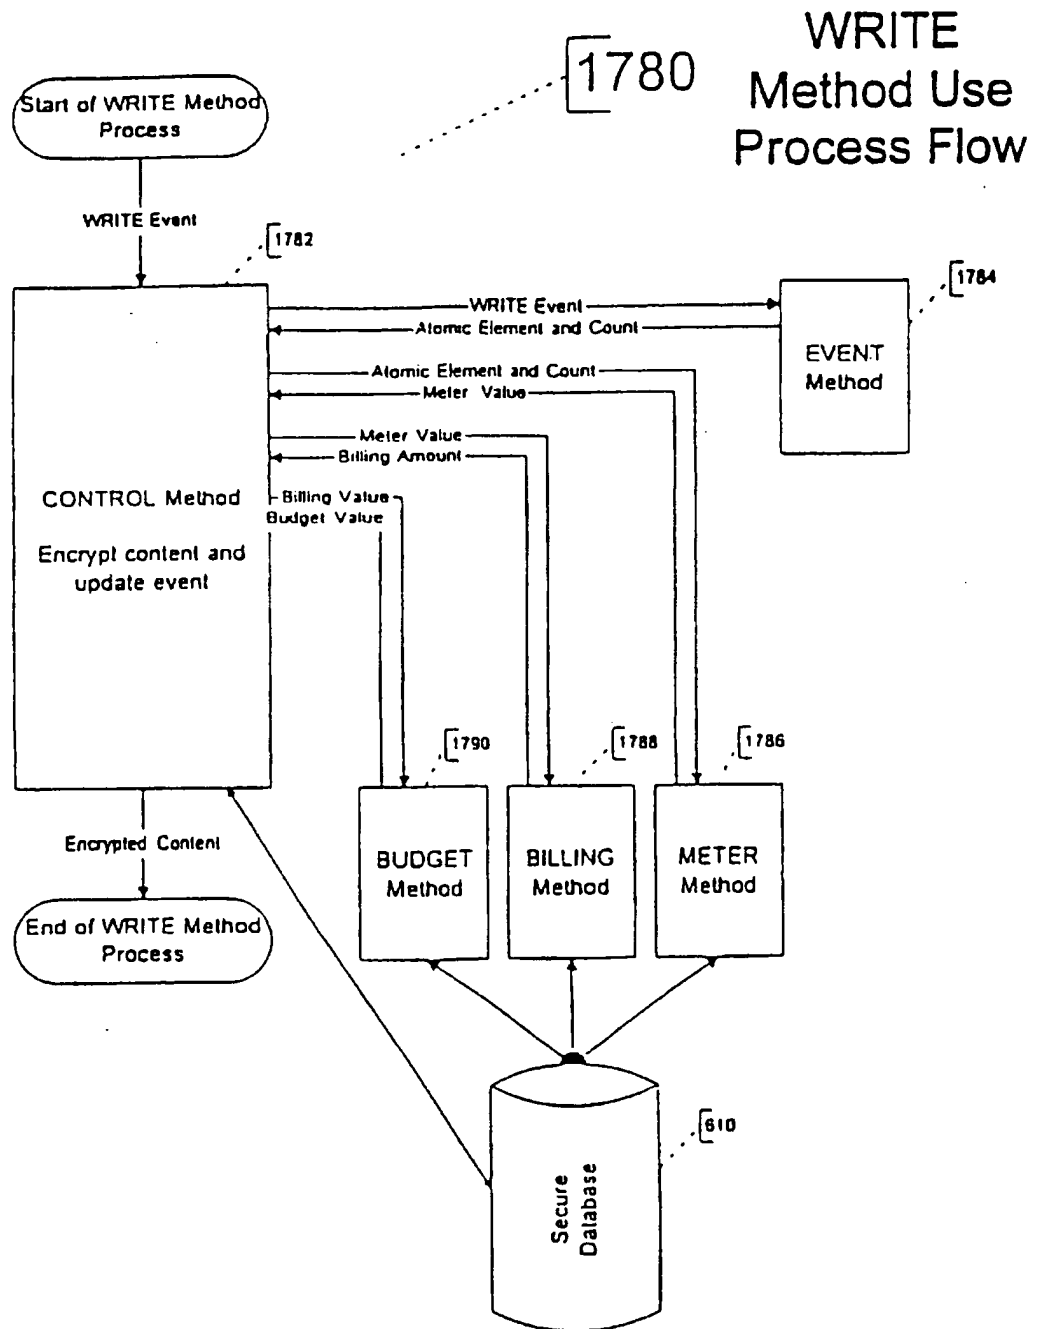 1780
WRITE
Method Use
Process Flow
Start of WRITE Method
Process
WRITE Event
1782
1784
WRITE Event
Atomic Element and Count
EVENT
Method
Atomic Element and Count
Meter Value
Meter Value
Billing Amount
CONTROL Method
Billing Value
Budget Value
Encrypt content and
update event
1790
1788
1786
Encrypted Content
BUDGET
Method
BILLING
Method
METER
Method
End of WRITE Method
Process
610
Secure
Database